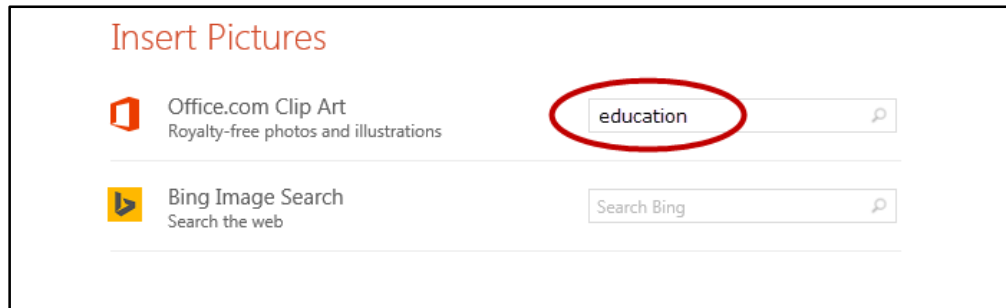 Insert Pictures
Office.com Clip Art
Royalty-free photos and illustrations
education
Bing Image Search
Search the web
Search Bing